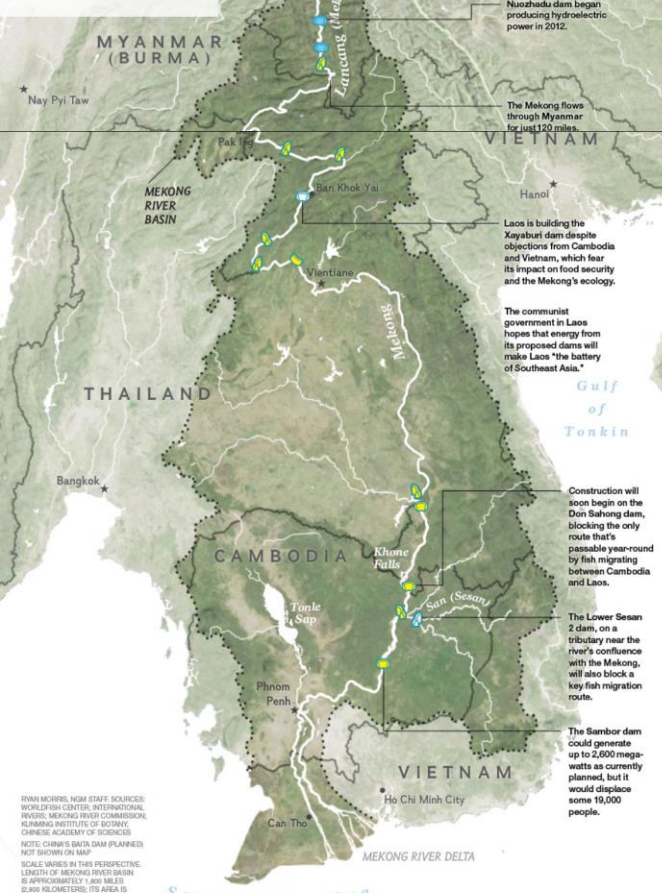 Nuozhadu dam began
producing hydroelectric
power in 2012.
MYANMAR
(BURMA)
Lancang (Me
Nay Pyi Taw
The Mekong flows
through Myanmar
for just 120 miles.
Pak Ing
VIETNAM
MEKONG
RIVER
BASIN
Ban Khok Yai
Hanoi
Laos is building the
Xayaburi dam despite
objections from Cambodia
and Vietnam, which fear
its impact on food security
and the Mekong's ecology.
Vientiane
Mekong
The communist
government in Laos
hopes that energy from
its proposed dams will
make Laos "the battery
of Southeast Asia."
THAILAND
Gulf
of
Tonkin
Bangkok
Construction will
soon begin on the
Don Sahong dam,
blocking the only
route that's
passable year-round
by fish migrating
between Cambodia
and Laos.
CAMBODIA
Khone
Falls
San (Sesan)
Tonle
Sap
The Lower Sesan
2 dam, on a
tributary near the
river's confluence
with the Mekong,
will also block a
key fish migration
route.
Phnom
Penh
The Sambor dam
could generate
up to 2,600 mega-
watts as currently
planned, but it
would displace
some 19,000
people.
VIETNAM
Ho Chi Minh City
Can Tho
MEKONG RIVER DELTA
RYAN MORRIS, NGM STAFF. SOURCES:
WORLDFISH CENTER; INTERNATIONAL
RIVERS; MEKONG RIVER COMMISSION;
KUNMING INSTITUTE OF BOTANY,
CHINESE ACADEMY OF SCIENCES
NOTE: CHINA'S BAITA DAM (PLANNED)
NOT SHOWN ON MAP
SCALE VARIES IN THIS PERSPECTIVE.
LENGTH OF MEKONG RIVER BASIN
IS APPROXIMATELY 1,800 MILES
(2,900 KILOMETERS); ITS AREA IS